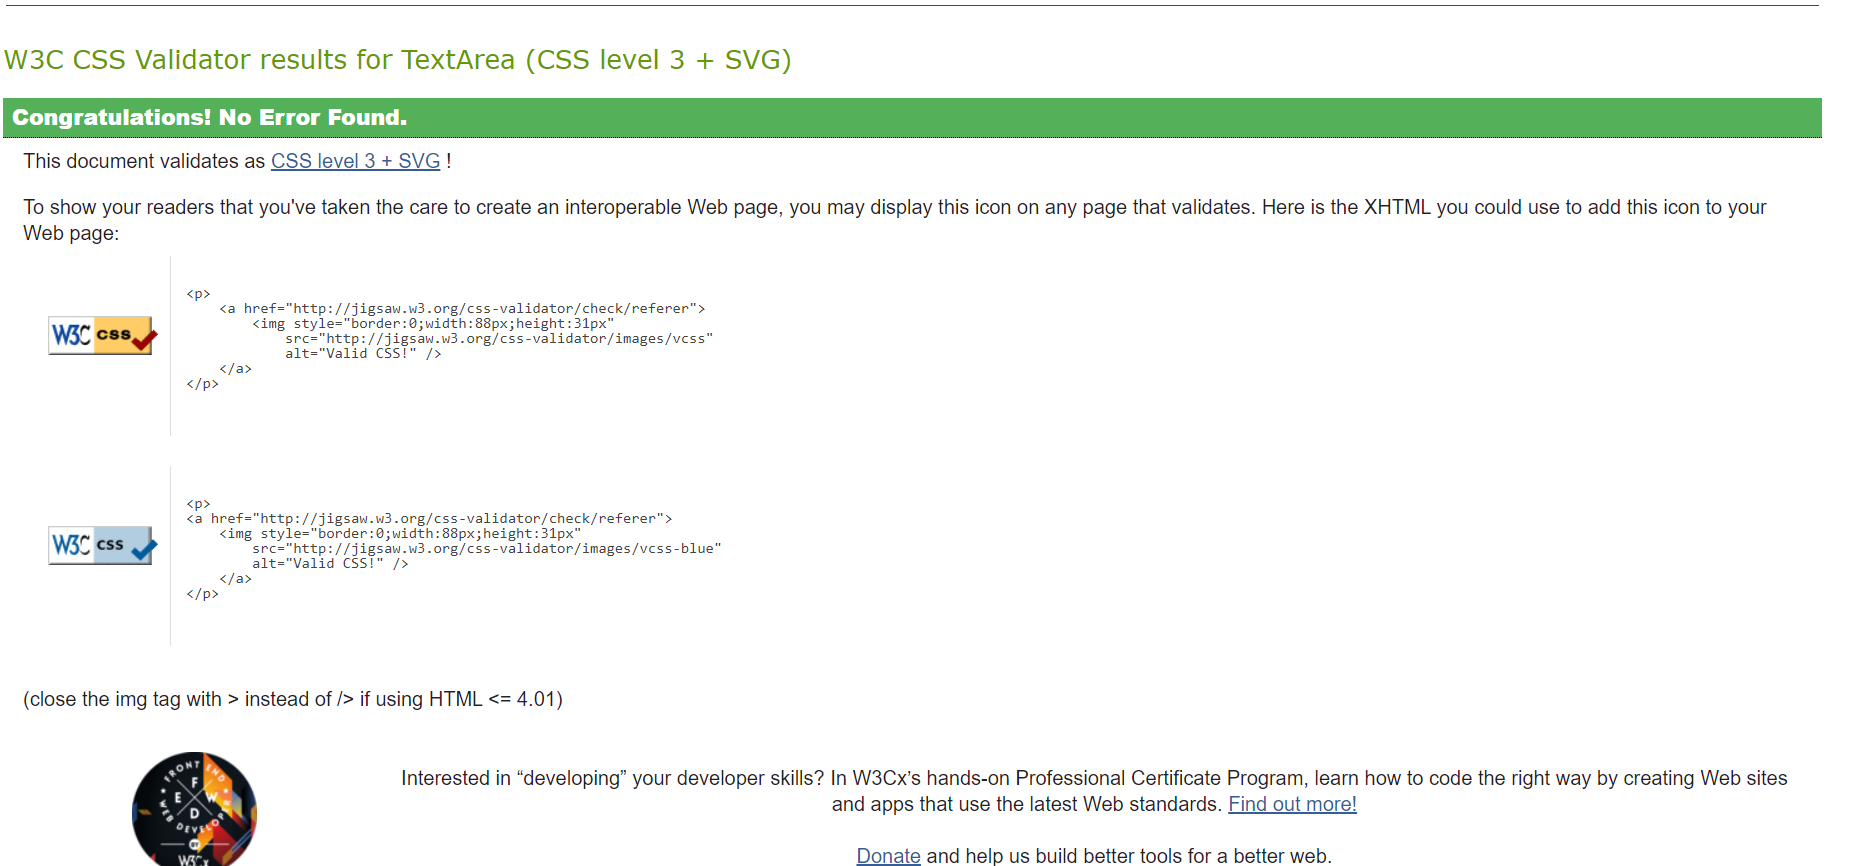 W3C CSS Validator results for TextArea (CSS level 3 + SVG)
Congratulations! No Error Found.
This document validates as CSS level 3 + SVG !
To show your readers that you've taken the care to create an interoperable Web page, you may display this icon on any page that validates. Here is the XHTML you could use to add this icon to your
Web page:
W3C css
<p>
    <a href="http://jigsaw.w3.org/css-validator/check/referer">
        <img style="border:0;width:88px;height:31px"
            src="http://jigsaw.w3.org/css-validator/images/vcss"
            alt="Valid CSS!" />
    </a>
</p>
W3C css
<p>
<a href="http://jigsaw.w3.org/css-validator/check/referer">
    <img style="border:0;width:88px;height:31px"
        src="http://jigsaw.w3.org/css-validator/images/vcss-blue"
        alt="Valid CSS!" />
    </a>
</p>
(close the img tag with > instead of /> if using HTML <= 4.01)
FRONT END
F
E W
D
WEB DEVELOPER
BY
W3Cx
Interested in “developing” your developer skills? In W3Cx’s hands-on Professional Certificate Program, learn how to code the right way by creating Web sites
and apps that use the latest Web standards. Find out more!
Donate and help us build better tools for a better web.